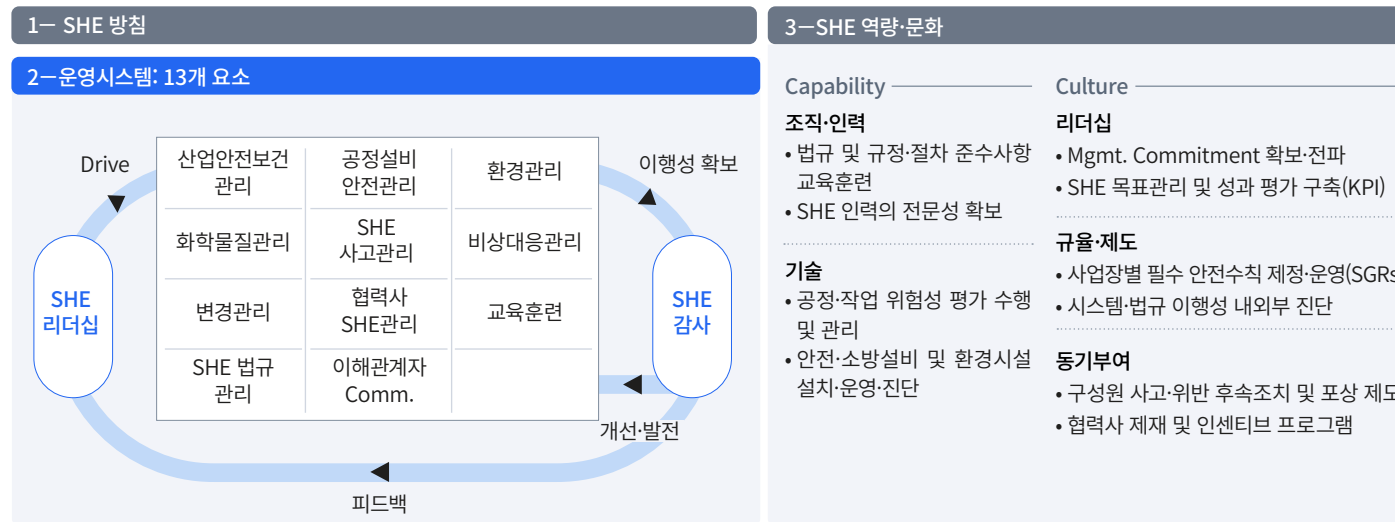 1— SHE 방침
2—운영시스템: 13개 요소
Drive
이행성 확보
SHE
리더십
산업안전보건
관리
공정설비
안전관리
환경관리
화학물질관리
SHE
사고관리
비상대응관리
변경관리
협력사
SHE관리
교육훈련
SHE 법규
관리
이해관계자
Comm.
SHE
감사
개선·발전
피드백
3—SHE 역량·문화
Capability
조직·인력
• 법규 및 규정·절차 준수사항
교육훈련
• SHE 인력의 전문성 확보
기술
• 공정·작업 위험성 평가 수행
및 관리
• 안전·소방설비 및 환경시설
설치·운영·진단
Culture
리더십
• Mgmt. Commitment 확보·전파
• SHE 목표관리 및 성과 평가 구축(KPI)
규율·제도
• 사업장별 필수 안전수칙 제정·운영(SGRs
• 시스템·법규 이행성 내외부 진단
동기부여
• 구성원 사고·위반 후속조치 및 포상 제도
• 협력사 제재 및 인센티브 프로그램